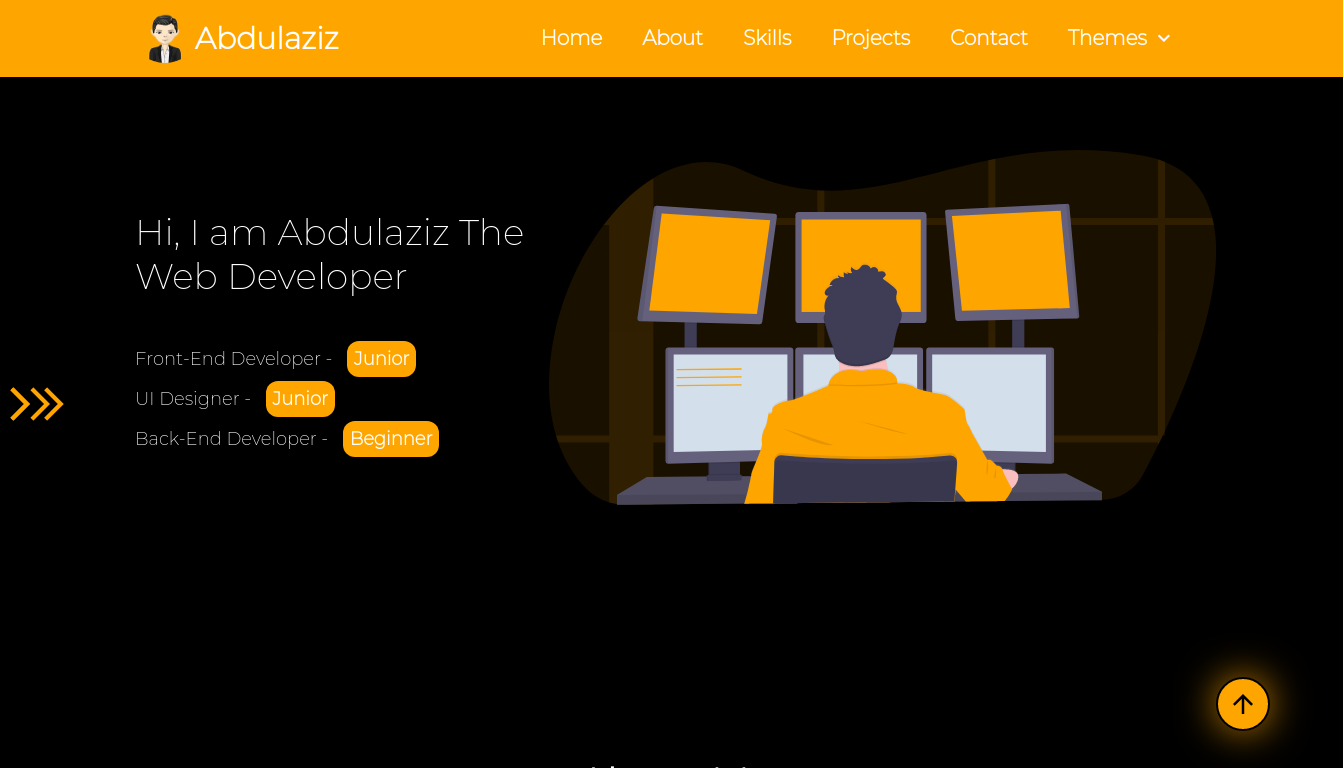 Abdulaziz
Home
About
Skills
Projects
Contact
Themes
Hi, I am Abdulaziz The
Web Developer
Front-End Developer - Junior
UI Designer - Junior
Back-End Developer - Beginner